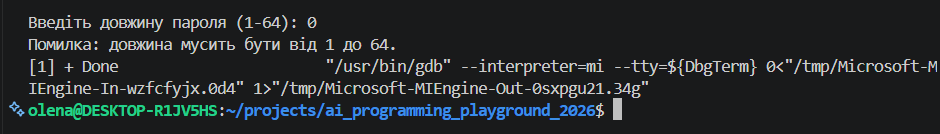 Введіть довжину пароля (1-64): 0
Помилка: довжина мусить бути від 1 до 64.
[1] + Done                       "/usr/bin/gdb" --interpreter=mi --tty=${DbgTerm} 0<"/tmp/Microsoft-M
IEngine-In-wzfcfyjx.0d4" 1>"/tmp/Microsoft-MIEngine-Out-0sxpgu21.34g"
olena@DESKTOP-R1JV5HS:~/projects/ai_programming_playground_2026$